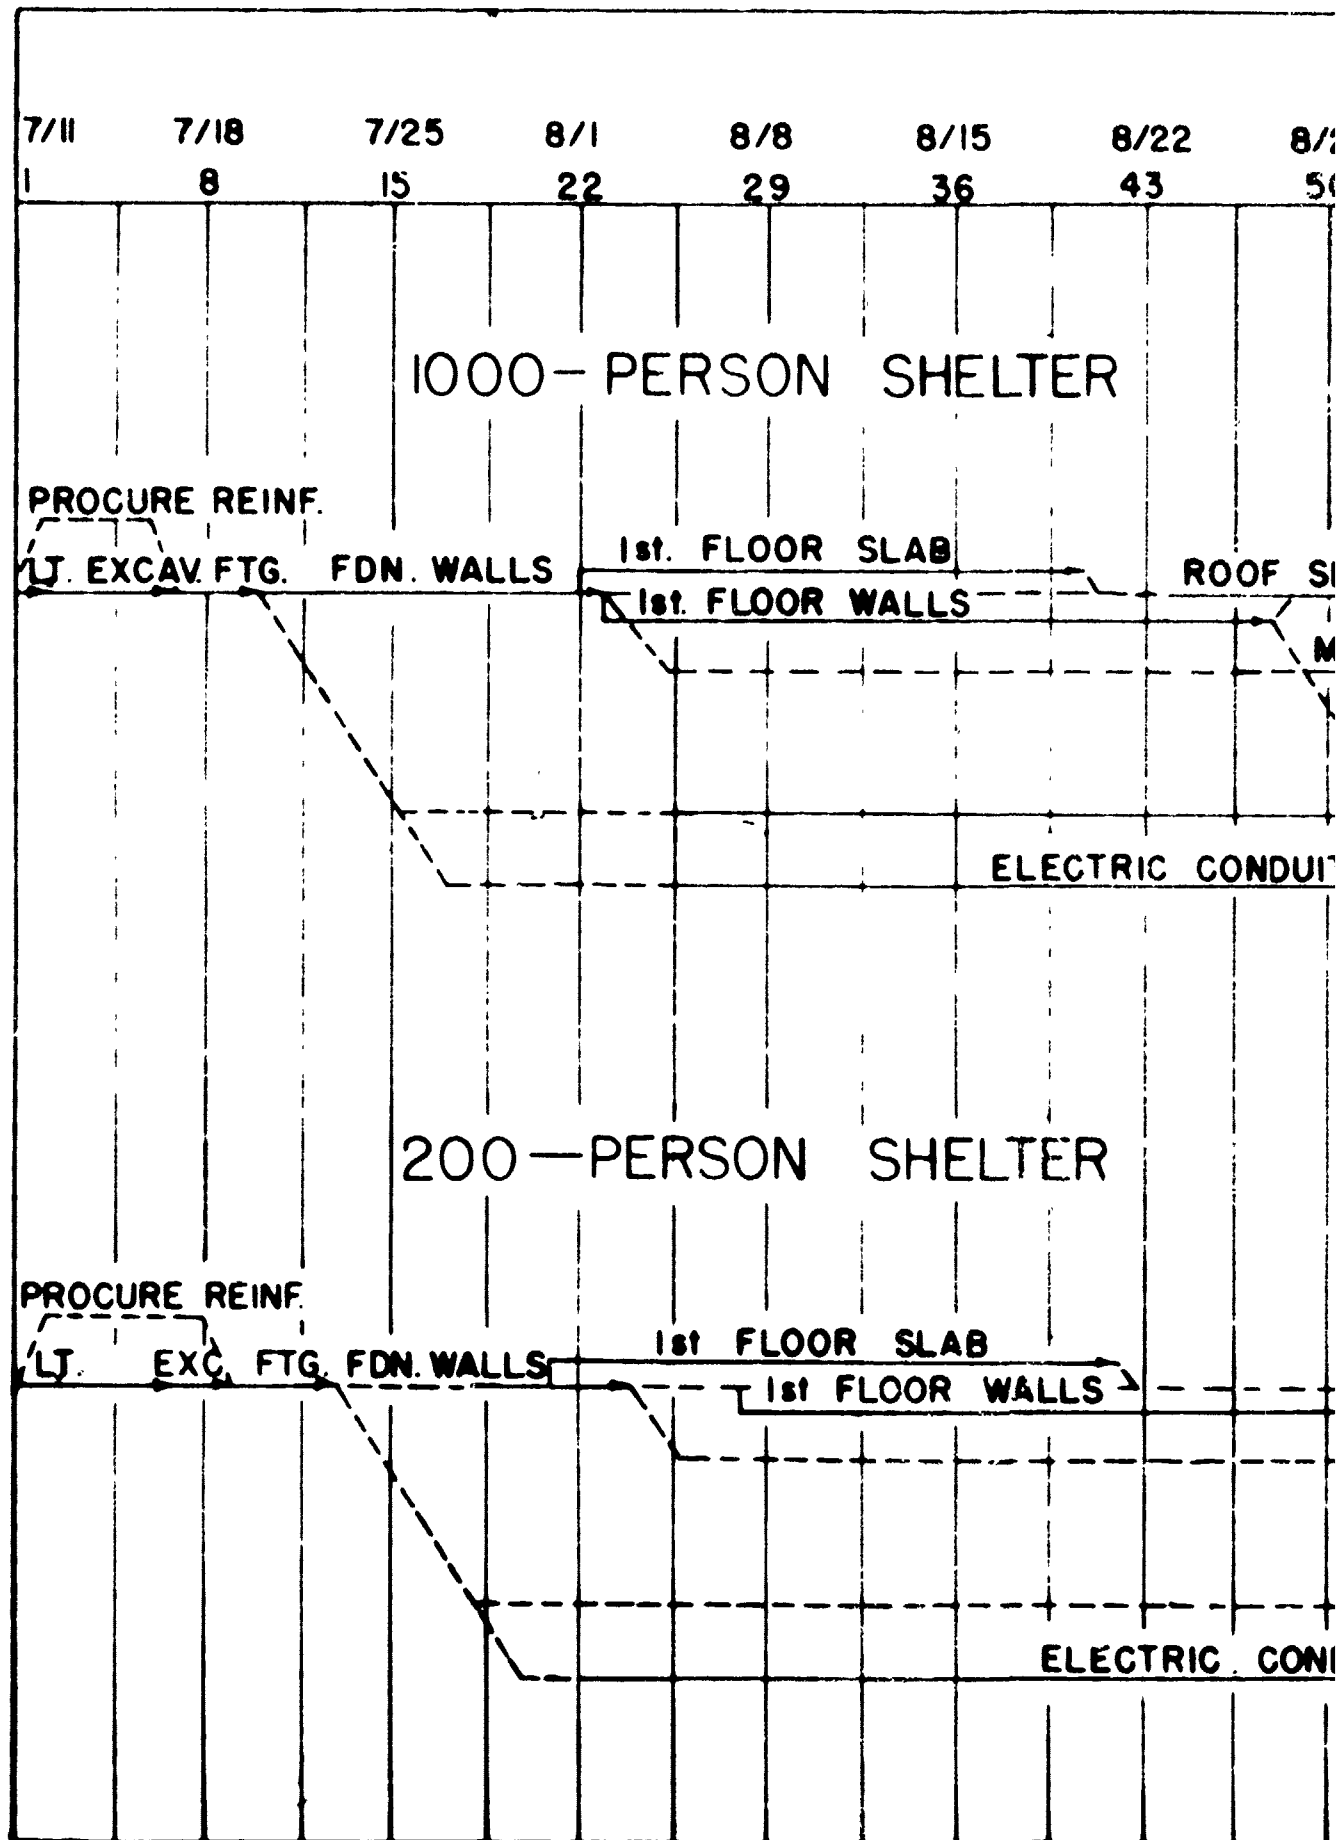 7/11 7/18 7/25 8/1 8/8 8/15 8/22 8/2
1 8 15 22 29 36 43 50
1000-PERSON SHELTER
PROCURE REINF.
1st. FLOOR SLAB
LT. EXCAV. FTG. FDN. WALLS ROOF
1st. FLOOR WALLS
ELECTRIC CONDUIT
200-PERSON SHELTER
PROCURE REINF.
1st FLOOR SLAB
LT. EXC. FTG. FDN. WALLS
1st FLOOR WALLS
ELECTRIC